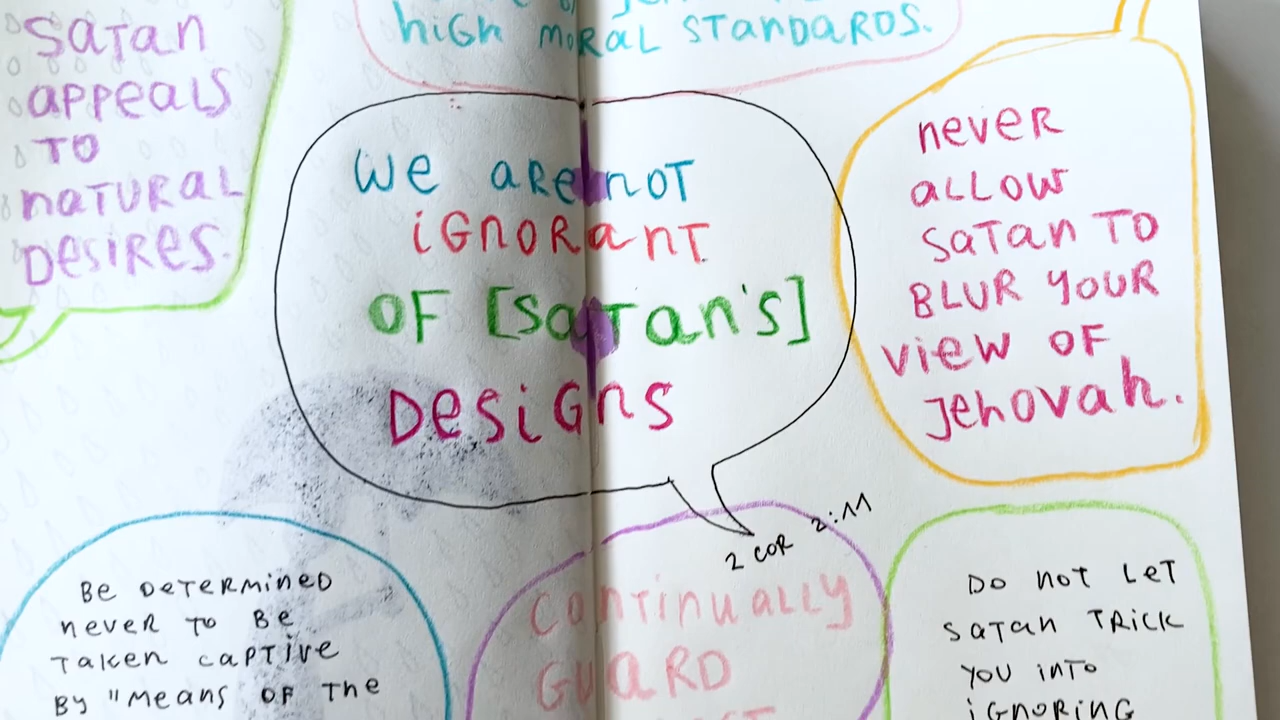 Satan
appeals
to
natural
desires.
high moral standards.
We are not
ignorant
of [Satan's]
designs
2 Cor 2:11
never
allow
Satan to
blur your
view of
Jehovah.
Be determined
never to be
taken captive
by "means of the
Continually
guard
Do not let
Satan trick
you into
ignoring